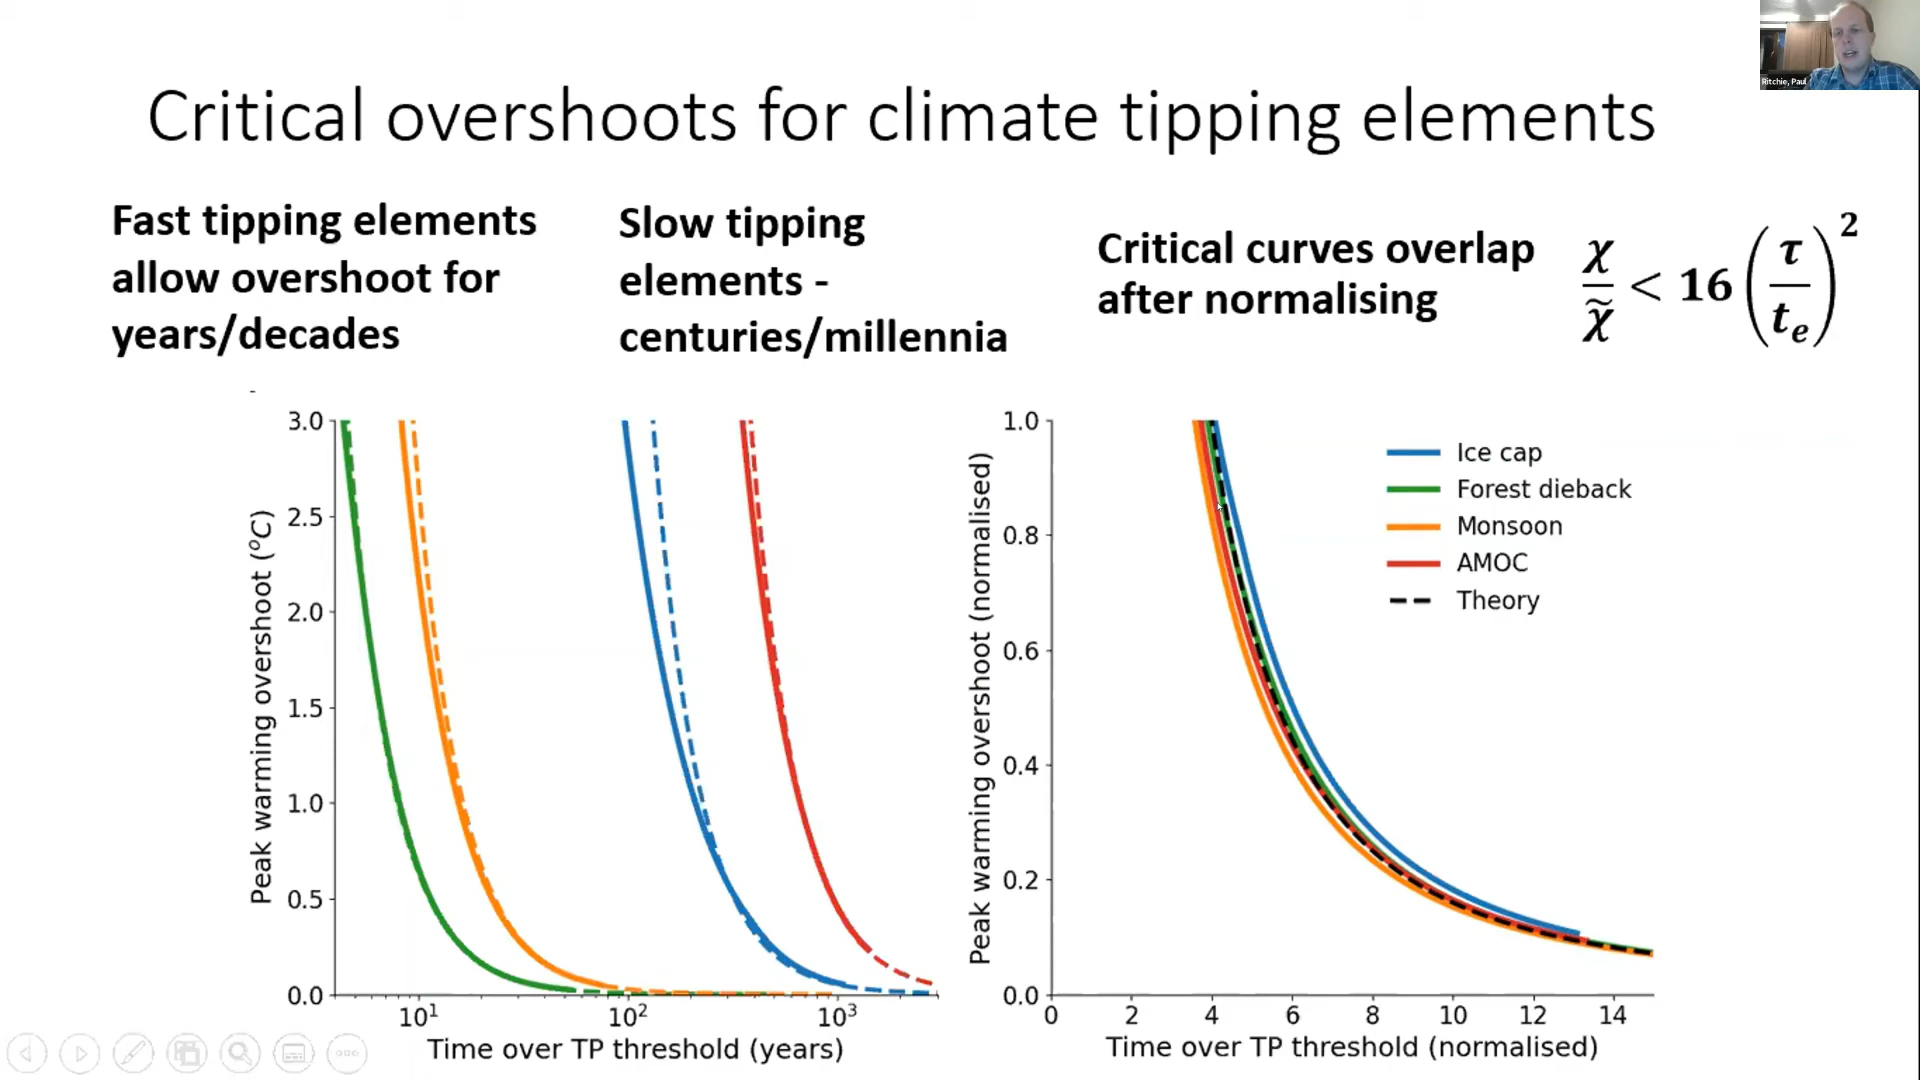 Ritchie, Paul
Critical overshoots for climate tipping elements
Fast tipping elements
allow overshoot for
years/decades
Slow tipping
elements -
centuries/millennia
Critical curves overlap
after normalising
χ/χ̃ < 16 (τ/tₑ)²
Peak warming overshoot (°C)
3.0
2.5
2.0
1.5
1.0
0.5
0.0
10¹ 10² 10³
Time over TP threshold (years)
Peak warming overshoot (normalised)
1.0
0.8
0.6
0.4
0.2
0.0
0 2 4 6 8 10 12 14
Time over TP threshold (normalised)
Ice cap
Forest dieback
Monsoon
AMOC
Theory